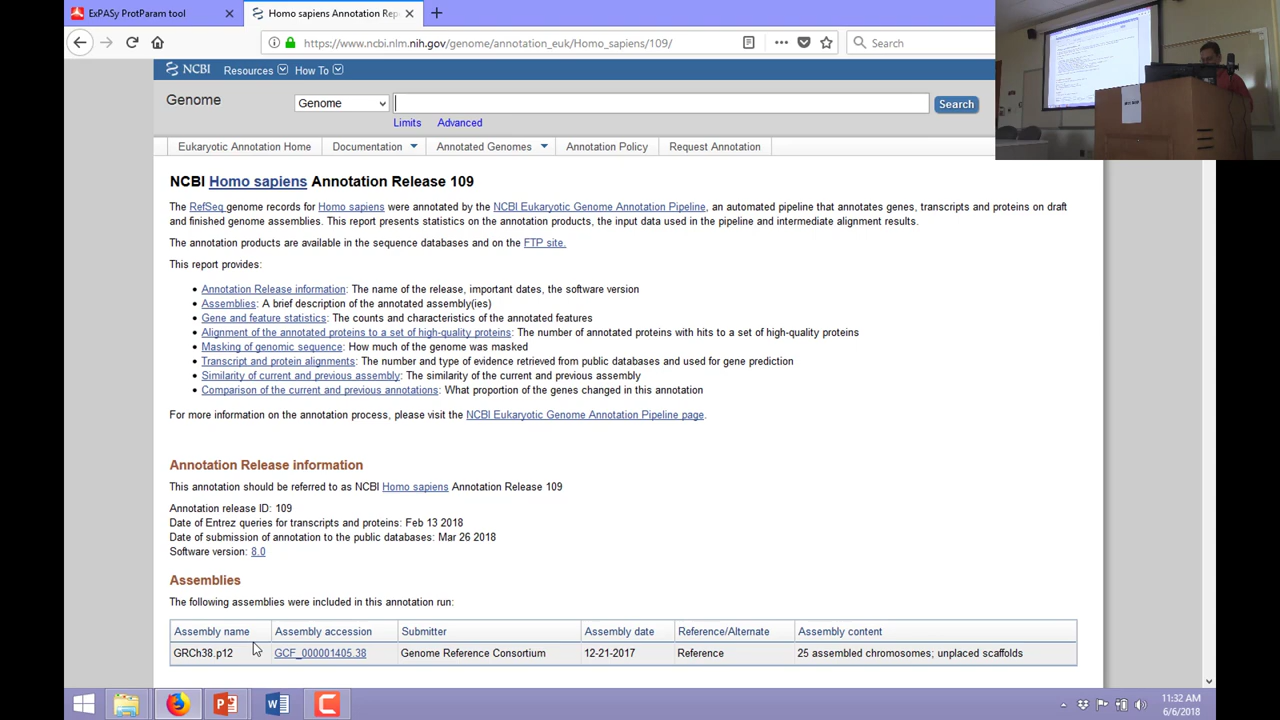 ExPASy ProtParam tool
Homo sapiens Annotation Rep
https://www.ncbi.nlm.nih.gov/genome/annotation_euk/Homo_sapiens/109/
Search
NCBI Resources How To
Genome
Genome
Search
Limits Advanced
Eukaryotic Annotation Home Documentation Annotated Genomes Annotation Policy Request Annotation
NCBI Homo sapiens Annotation Release 109
The RefSeq genome records for Homo sapiens were annotated by the NCBI Eukaryotic Genome Annotation Pipeline, an automated pipeline that annotates genes, transcripts and proteins on draft
and finished genome assemblies. This report presents statistics on the annotation products, the input data used in the pipeline and intermediate alignment results.
The annotation products are available in the sequence databases and on the FTP site.
This report provides:
• Annotation Release information: The name of the release, important dates, the software version
• Assemblies: A brief description of the annotated assembly(ies)
• Gene and feature statistics: The counts and characteristics of the annotated features
• Alignment of the annotated proteins to a set of high-quality proteins: The number of annotated proteins with hits to a set of high-quality proteins
• Masking of genomic sequence: How much of the genome was masked
• Transcript and protein alignments: The number and type of evidence retrieved from public databases and used for gene prediction
• Similarity of current and previous assembly: The similarity of the current and previous assembly
• Comparison of the current and previous annotations: What proportion of the genes changed in this annotation
For more information on the annotation process, please visit the NCBI Eukaryotic Genome Annotation Pipeline page.
Annotation Release information
This annotation should be referred to as NCBI Homo sapiens Annotation Release 109
Annotation release ID: 109
Date of Entrez queries for transcripts and proteins: Feb 13 2018
Date of submission of annotation to the public databases: Mar 26 2018
Software version: 8.0
Assemblies
The following assemblies were included in this annotation run:
Assembly name Assembly accession Submitter Assembly date Reference/Alternate Assembly content
GRCh38.p12 GCF_000001405.38 Genome Reference Consortium 12-21-2017 Reference 25 assembled chromosomes; unplaced scaffolds
11:32 AM
6/6/2018